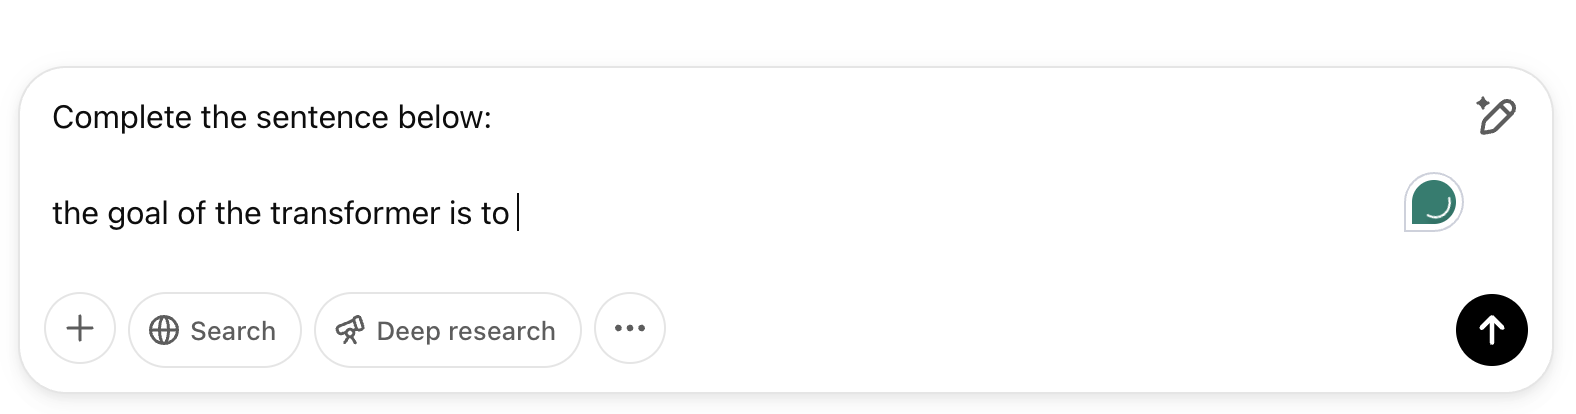 Complete the sentence below:
the goal of the transformer is to
Search
Deep research